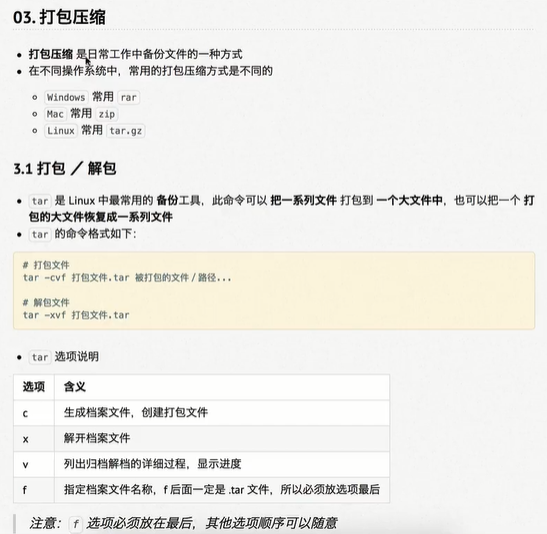 03. 打包压缩
打包压缩 是日常工作中备份文件的一种方式
在不同操作系统中，常用的打包压缩方式是不同的
Windows 常用 rar
Mac 常用 zip
Linux 常用 tar.gz
3.1 打包 / 解包
tar 是 Linux 中最常用的 备份工具，此命令可以 把一系列文件 打包到 一个大文件中，也可以把一个 打
包的大文件恢复成一系列文件
tar 的命令格式如下：
# 打包文件
tar -cvf 打包文件.tar 被打包的文件/路径...
# 解包文件
tar -xvf 打包文件.tar
tar 选项说明
选项 含义
c 生成档案文件，创建打包文件
x 解开档案文件
v 列出归档解档的详细过程，显示进度
f 指定档案文件名称，f 后面一定是 .tar 文件，所以必须放选项最后
注意： f 选项必须放在最后，其他选项顺序可以随意